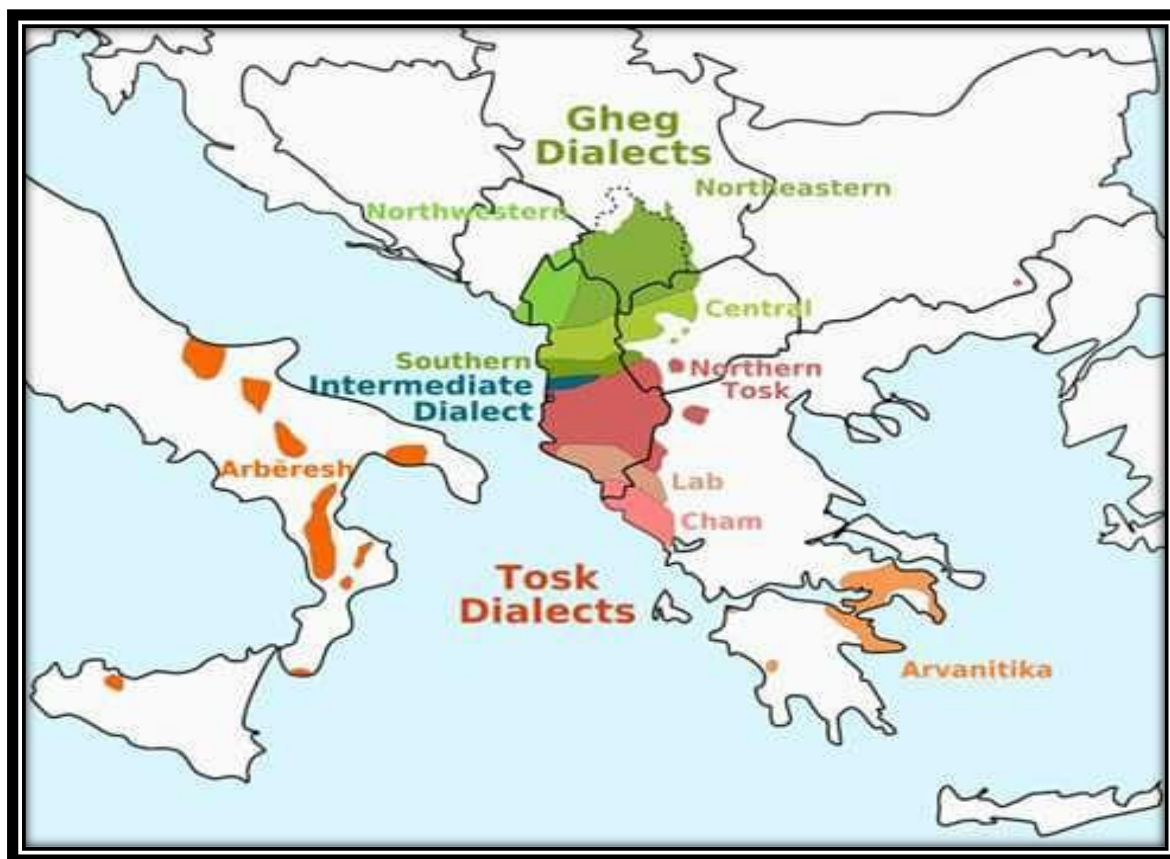 Gheg
Dialects
Northeastern
Northwestern
Central
Southern
Intermediate
Dialect
Northern
Tosk
Arbëresh
Lab
Cham
Tosk
Dialects
Arvanitika